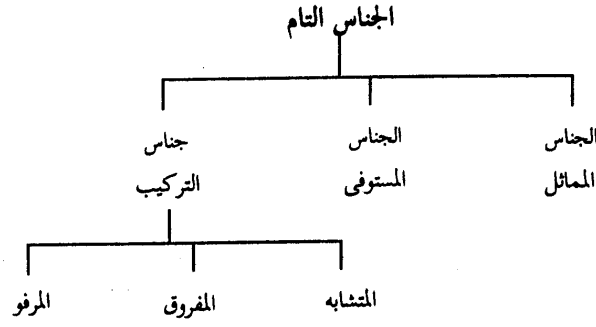 الجناس التام
الجناس الجناس جناس
المماثل المستوفى التركيب
المتشابه المفروق المرفو